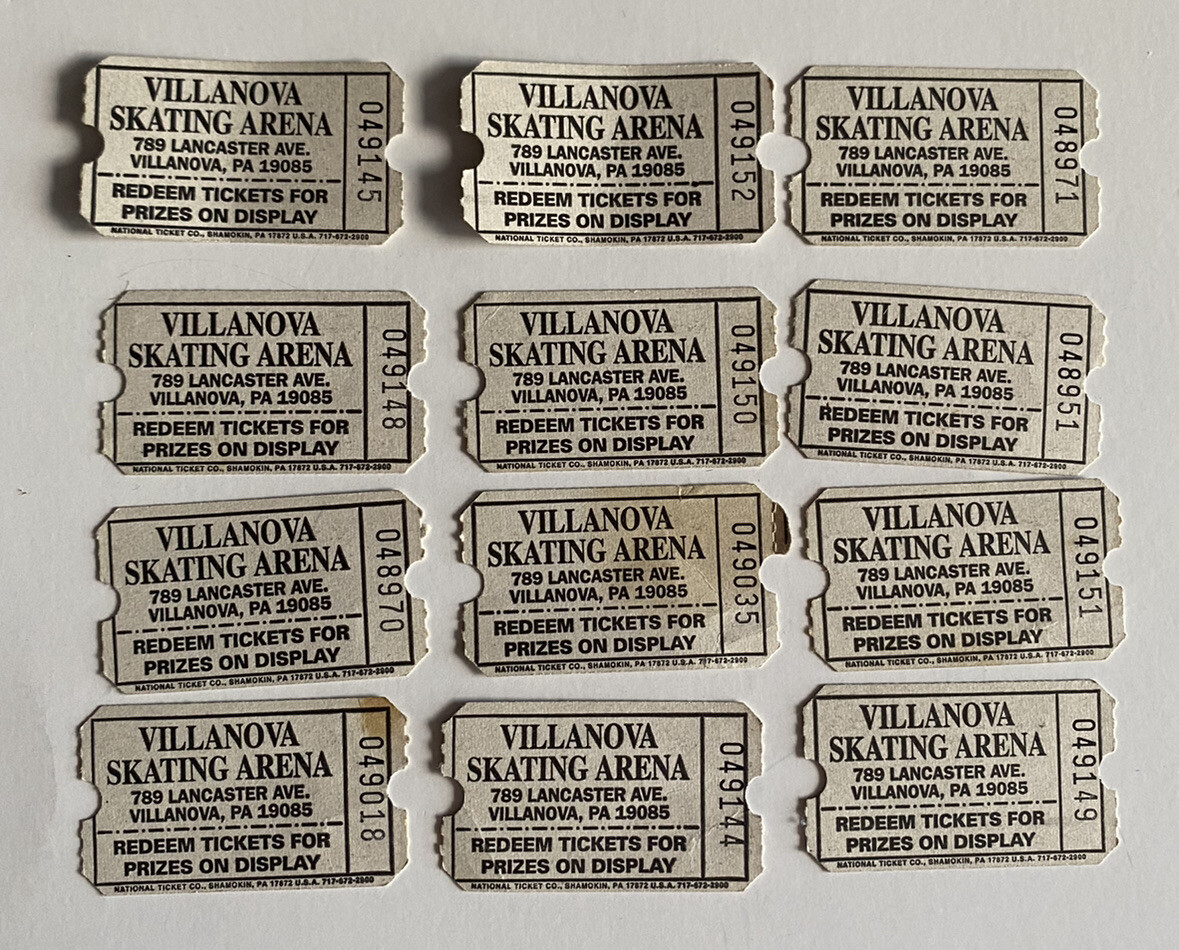 VILLANOVA
SKATING ARENA
789 LANCASTER AVE.
VILLANOVA, PA 19085
REDEEM TICKETS FOR
PRIZES ON DISPLAY
NATIONAL TICKET CO., SHAMOKIN, PA 17872 U.S.A. 717-672-2900
049145
VILLANOVA
SKATING ARENA
789 LANCASTER AVE.
VILLANOVA, PA 19085
REDEEM TICKETS FOR
PRIZES ON DISPLAY
NATIONAL TICKET CO., SHAMOKIN, PA 17872 U.S.A. 717-672-2900
049152
VILLANOVA
SKATING ARENA
789 LANCASTER AVE.
VILLANOVA, PA 19085
REDEEM TICKETS FOR
PRIZES ON DISPLAY
NATIONAL TICKET CO., SHAMOKIN, PA 17872 U.S.A. 717-672-2900
048971
VILLANOVA
SKATING ARENA
789 LANCASTER AVE.
VILLANOVA, PA 19085
REDEEM TICKETS FOR
PRIZES ON DISPLAY
NATIONAL TICKET CO., SHAMOKIN, PA 17872 U.S.A. 717-672-2900
049148
VILLANOVA
SKATING ARENA
789 LANCASTER AVE.
VILLANOVA, PA 19085
REDEEM TICKETS FOR
PRIZES ON DISPLAY
NATIONAL TICKET CO., SHAMOKIN, PA 17872 U.S.A. 717-672-2900
049150
VILLANOVA
SKATING ARENA
789 LANCASTER AVE.
VILLANOVA, PA 19085
REDEEM TICKETS FOR
PRIZES ON DISPLAY
NATIONAL TICKET CO., SHAMOKIN, PA 17872 U.S.A. 717-672-2900
048951
VILLANOVA
SKATING ARENA
789 LANCASTER AVE.
VILLANOVA, PA 19085
REDEEM TICKETS FOR
PRIZES ON DISPLAY
NATIONAL TICKET CO., SHAMOKIN, PA 17872 U.S.A. 717-672-2900
048970
VILLANOVA
SKATING ARENA
789 LANCASTER AVE.
VILLANOVA, PA 19085
REDEEM TICKETS FOR
PRIZES ON DISPLAY
NATIONAL TICKET CO., SHAMOKIN, PA 17872 U.S.A. 717-672-2900
049035
VILLANOVA
SKATING ARENA
789 LANCASTER AVE.
VILLANOVA, PA 19085
REDEEM TICKETS FOR
PRIZES ON DISPLAY
NATIONAL TICKET CO., SHAMOKIN, PA 17872 U.S.A. 717-672-2900
049151
VILLANOVA
SKATING ARENA
789 LANCASTER AVE.
VILLANOVA, PA 19085
REDEEM TICKETS FOR
PRIZES ON DISPLAY
NATIONAL TICKET CO., SHAMOKIN, PA 17872 U.S.A. 717-672-2900
049018
VILLANOVA
SKATING ARENA
789 LANCASTER AVE.
VILLANOVA, PA 19085
REDEEM TICKETS FOR
PRIZES ON DISPLAY
NATIONAL TICKET CO., SHAMOKIN, PA 17872 U.S.A. 717-672-2900
049144
VILLANOVA
SKATING ARENA
789 LANCASTER AVE.
VILLANOVA, PA 19085
REDEEM TICKETS FOR
PRIZES ON DISPLAY
NATIONAL TICKET CO., SHAMOKIN, PA 17872 U.S.A. 717-672-2900
049149